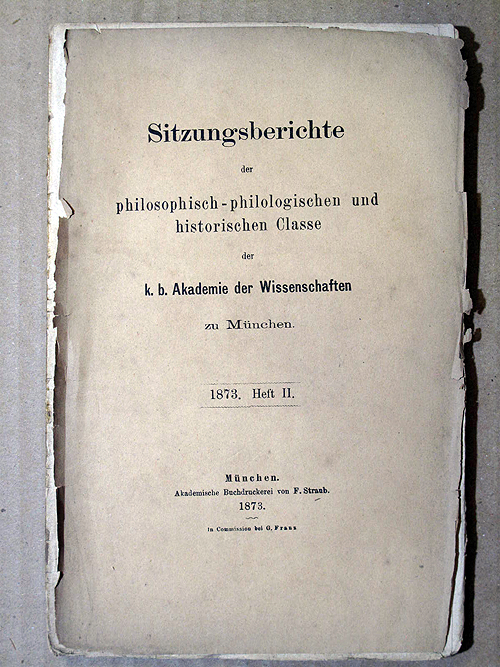 Sitzungsberichte
der
philosophisch-philologischen und
historischen Classe
der
k. b. Akademie der Wissenschaften
zu München.
1873. Heft II.
München.
Akademische Buchdruckerei von F. Straub.
1873.
In Commission bei G. Franz